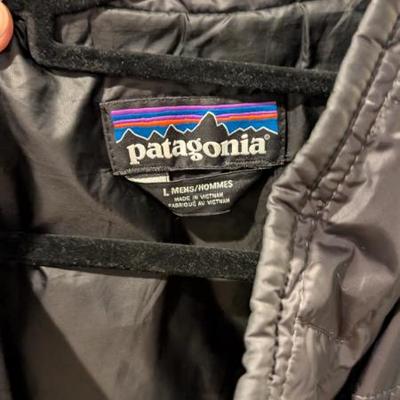 patagonia®
L MENS/HOMMES
MADE IN VIETNAM
FABRIQUÉ AU VIETNAM